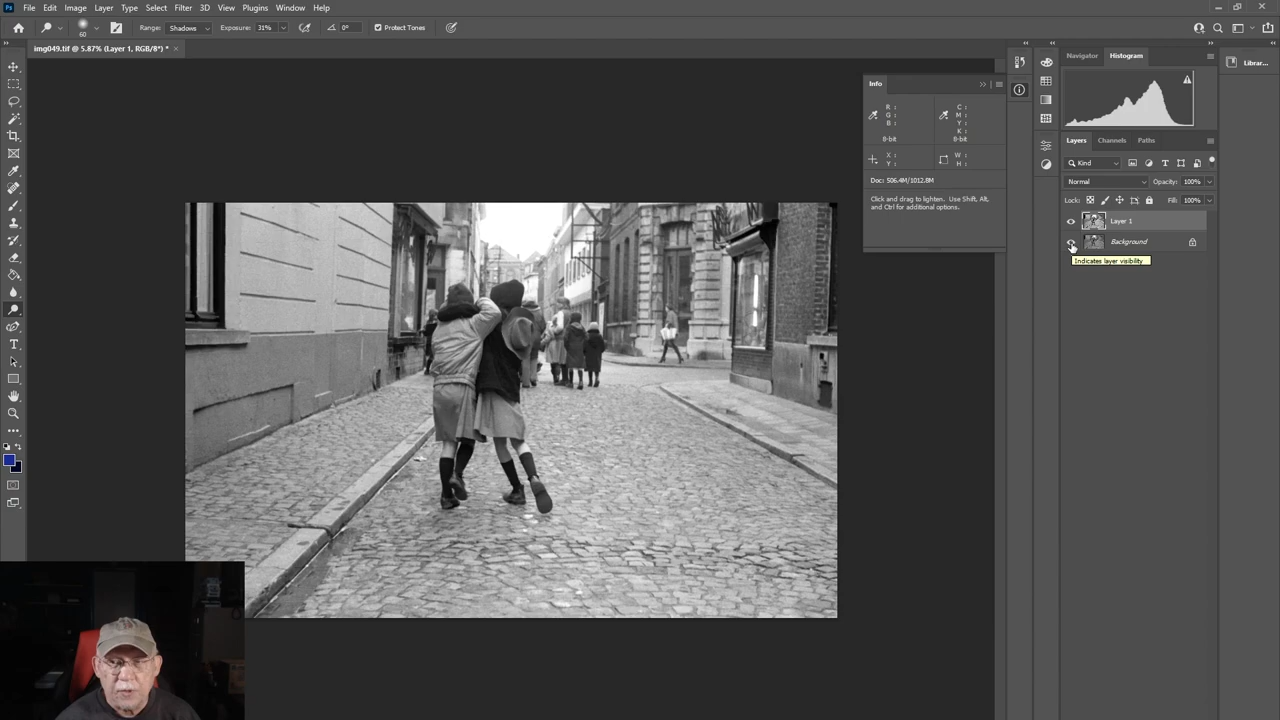 Ps File Edit Image Layer Type Select Filter 3D View Plugins Window Help
60 Range: Shadows Exposure: 31% 0° Protect Tones
img049.tif @ 5.87% (Layer 1, RGB/8*) * ×
Navigator Histogram
Librar...
Info
R :
G :
B :
8-bit
C :
M :
Y :
K :
8-bit
X :
Y :
W :
H :
Doc: 506.4M/1012.8M
Click and drag to lighten. Use Shift, Alt,
and Ctrl for additional options.
Layers Channels Paths
Kind
Normal Opacity: 100%
Lock: Fill: 100%
Layer 1
Background
Indicates layer visibility